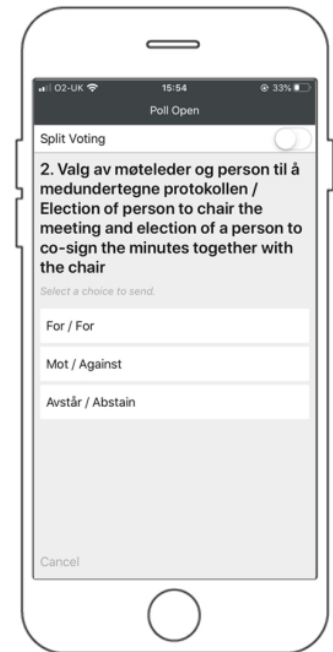 O2-UK 15:54 33%
Poll Open
Split Voting
2. Valg av møteleder og person til å
medundertegne protokollen /
Election of person to chair the
meeting and election of a person to
co-sign the minutes together with
the chair
Select a choice to send.
For / For
Mot / Against
Avstår / Abstain
Cancel